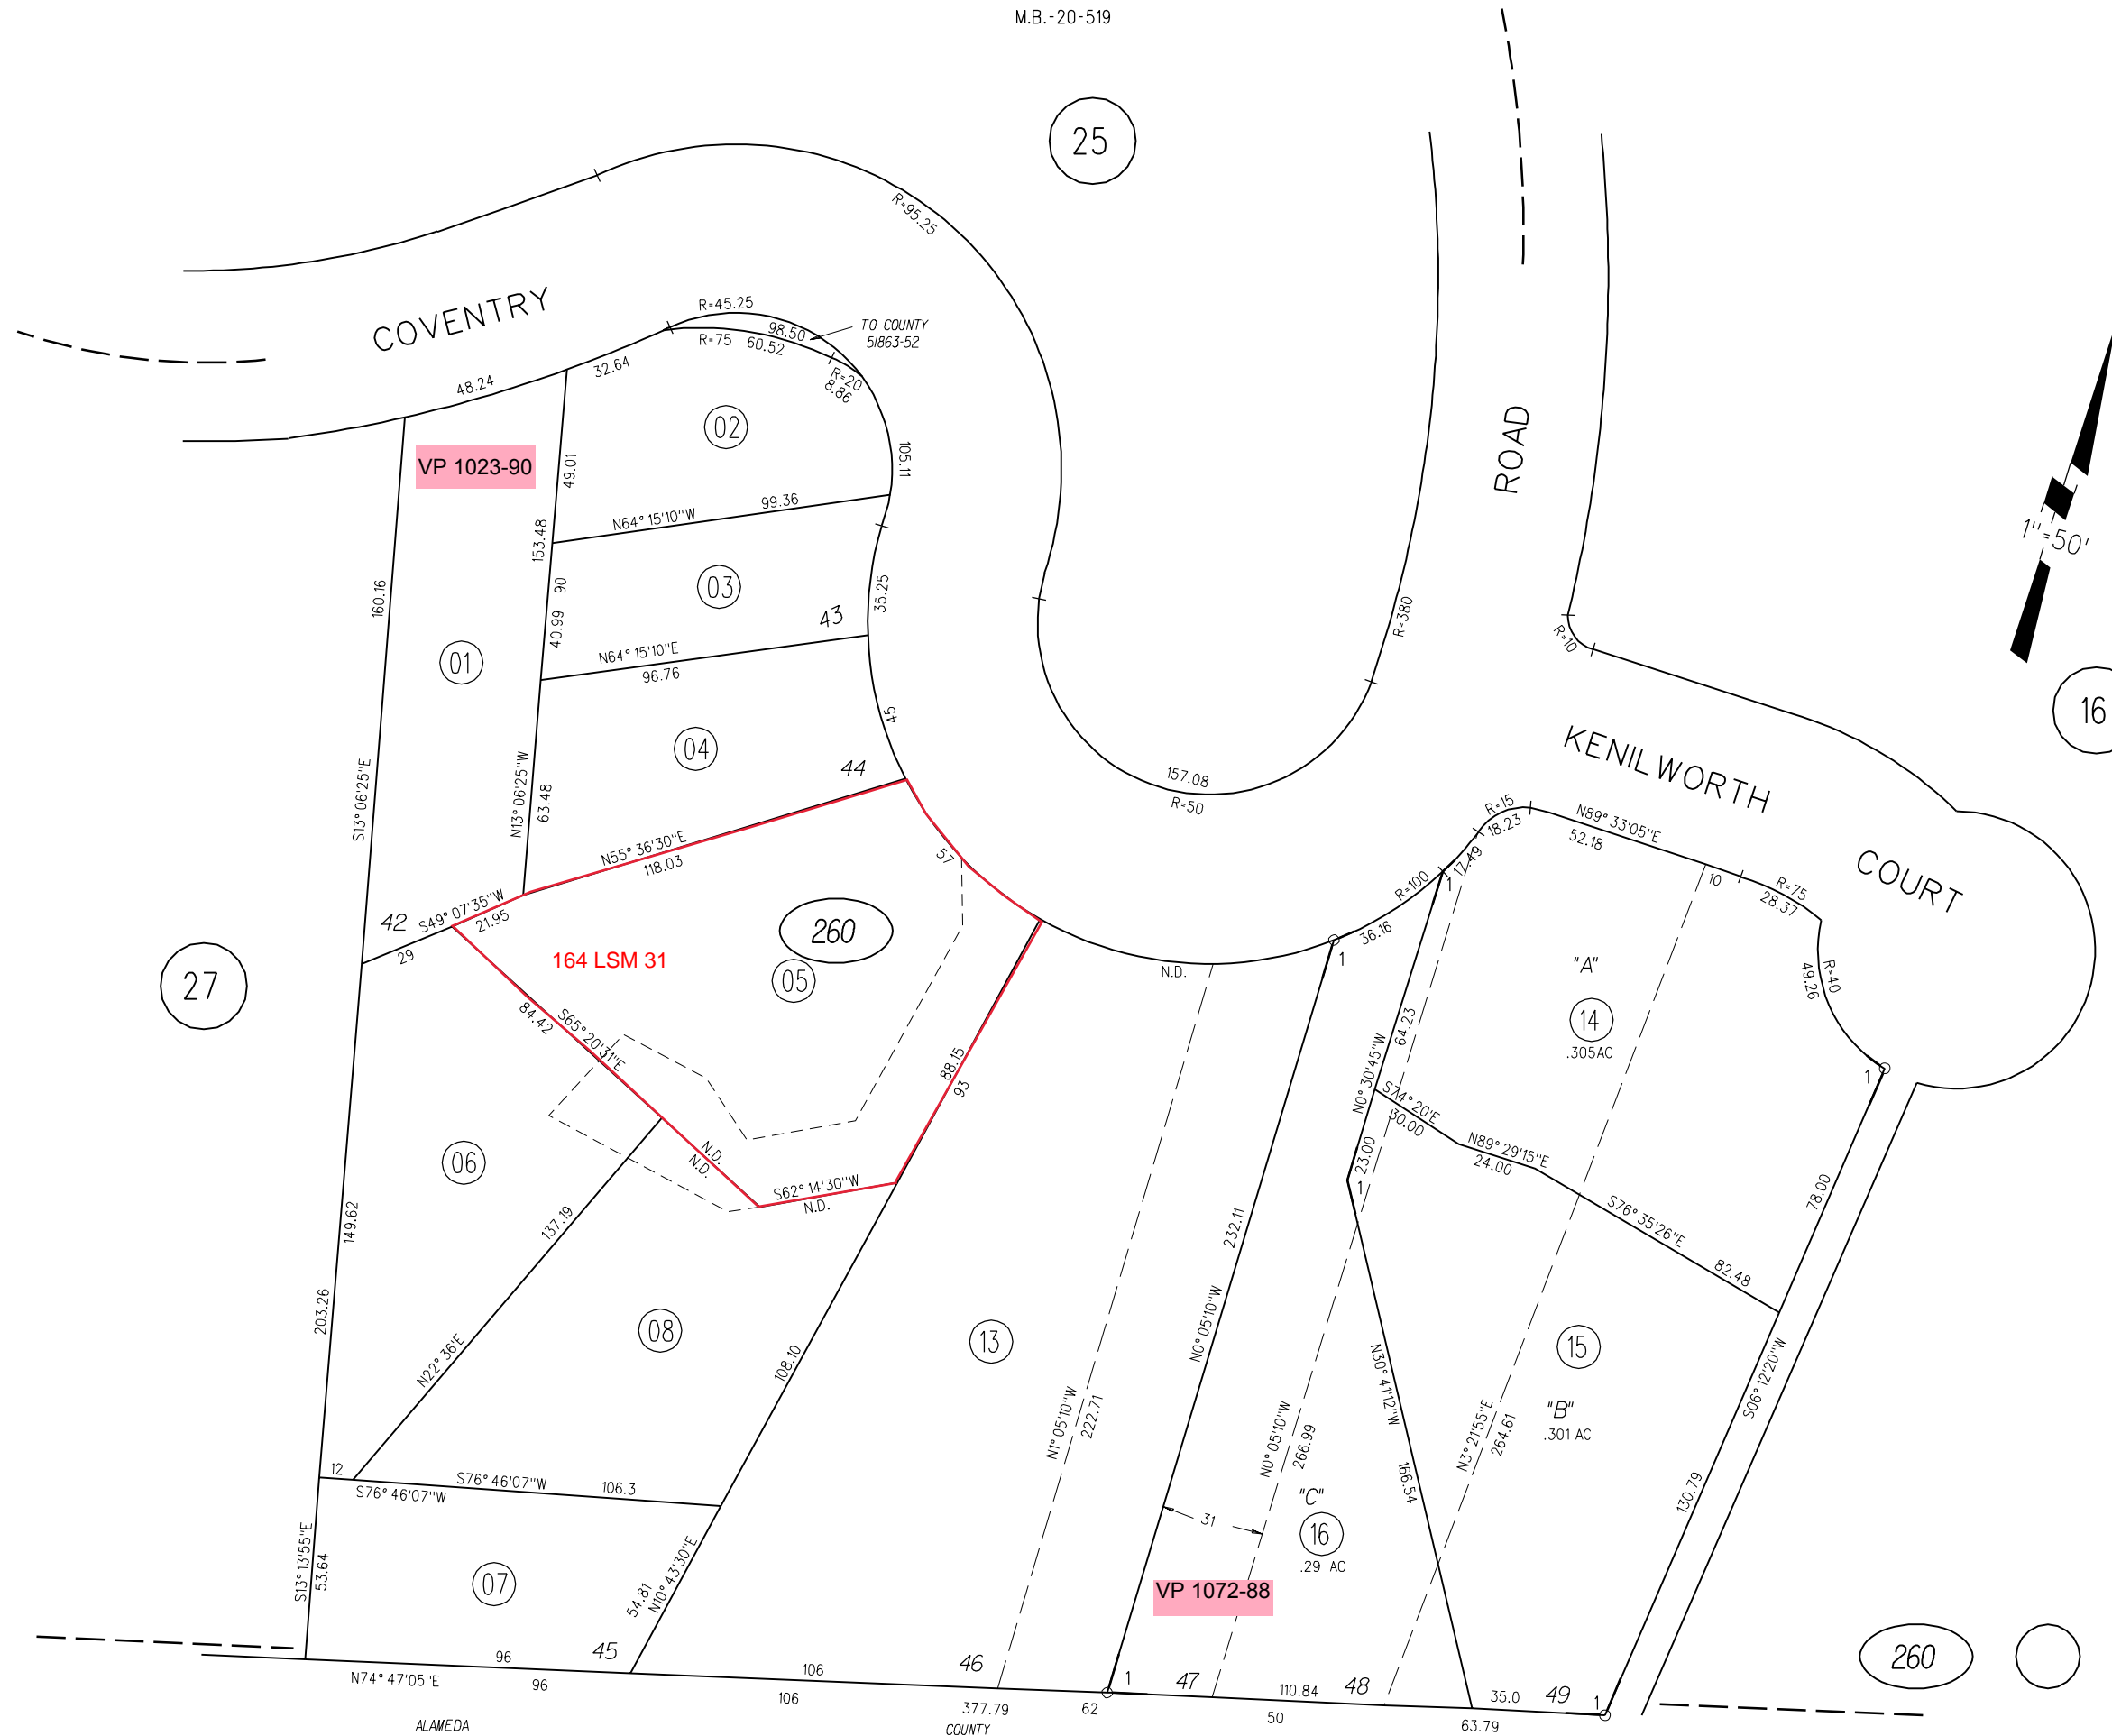 M.B.-20-519
25
R=95.25
COVENTRY
R=45.25
98.50
TO COUNTY
51863-52
R=75 60.52
R=20
8.86
48.24
32.64
02
VP 1023-90
49.01
105.11
ROAD
N64° 15'10"W
99.36
153.48
1"=50'
160.16
40.99 90
03
35.25
43
R=380
R=10
01
N64° 15'10"E
96.76
45
16
04
44
KENILWORTH
157.08
R=50
S13° 06'25"E
N13° 06'25"W
63.48
N55° 36'30"E
118.03
57
R=15
18.23
N89° 33'05"E
52.18
17.49
R=100
1
10
R=75
28.37
COURT
42
S49° 07'35"W
21.95
29
260
36.16
1
N.D.
27
164 LSM 31
05
"A"
14
.305AC
R=40
49.26
1
84.42
S65° 20'31"E
88.15
93
64.23
N0° 30'45"W
S74° 20'E
30.00
N89° 29'15"E
24.00
06
N.D.
N.D.
S62° 14'30"W
N.D.
23.00
1
78.00
S76° 35'26"E
82.48
149.62
137.19
232.11
203.26
08
108.10
13
N0° 05'10"W
15
"B"
.301 AC
N22° 36'E
N30° 41'12"W
S06° 12'20"W
N1° 05'10"W
222.71
N0° 05'10"W
266.99
N3° 21'55"E
264.61
12
S76° 46'07"W
106.3
S76° 46'07"W
166.54
130.79
"C"
31
16
.29 AC
S13° 13'55"E
53.64
07
54.81
N10° 43'30"E
VP 1072-88
96
45
106
46
1
47
110.84
48
35.0
49
1
260
N74° 47'05"E
96
106
377.79
62
50
63.79
ALAMEDA
COUNTY